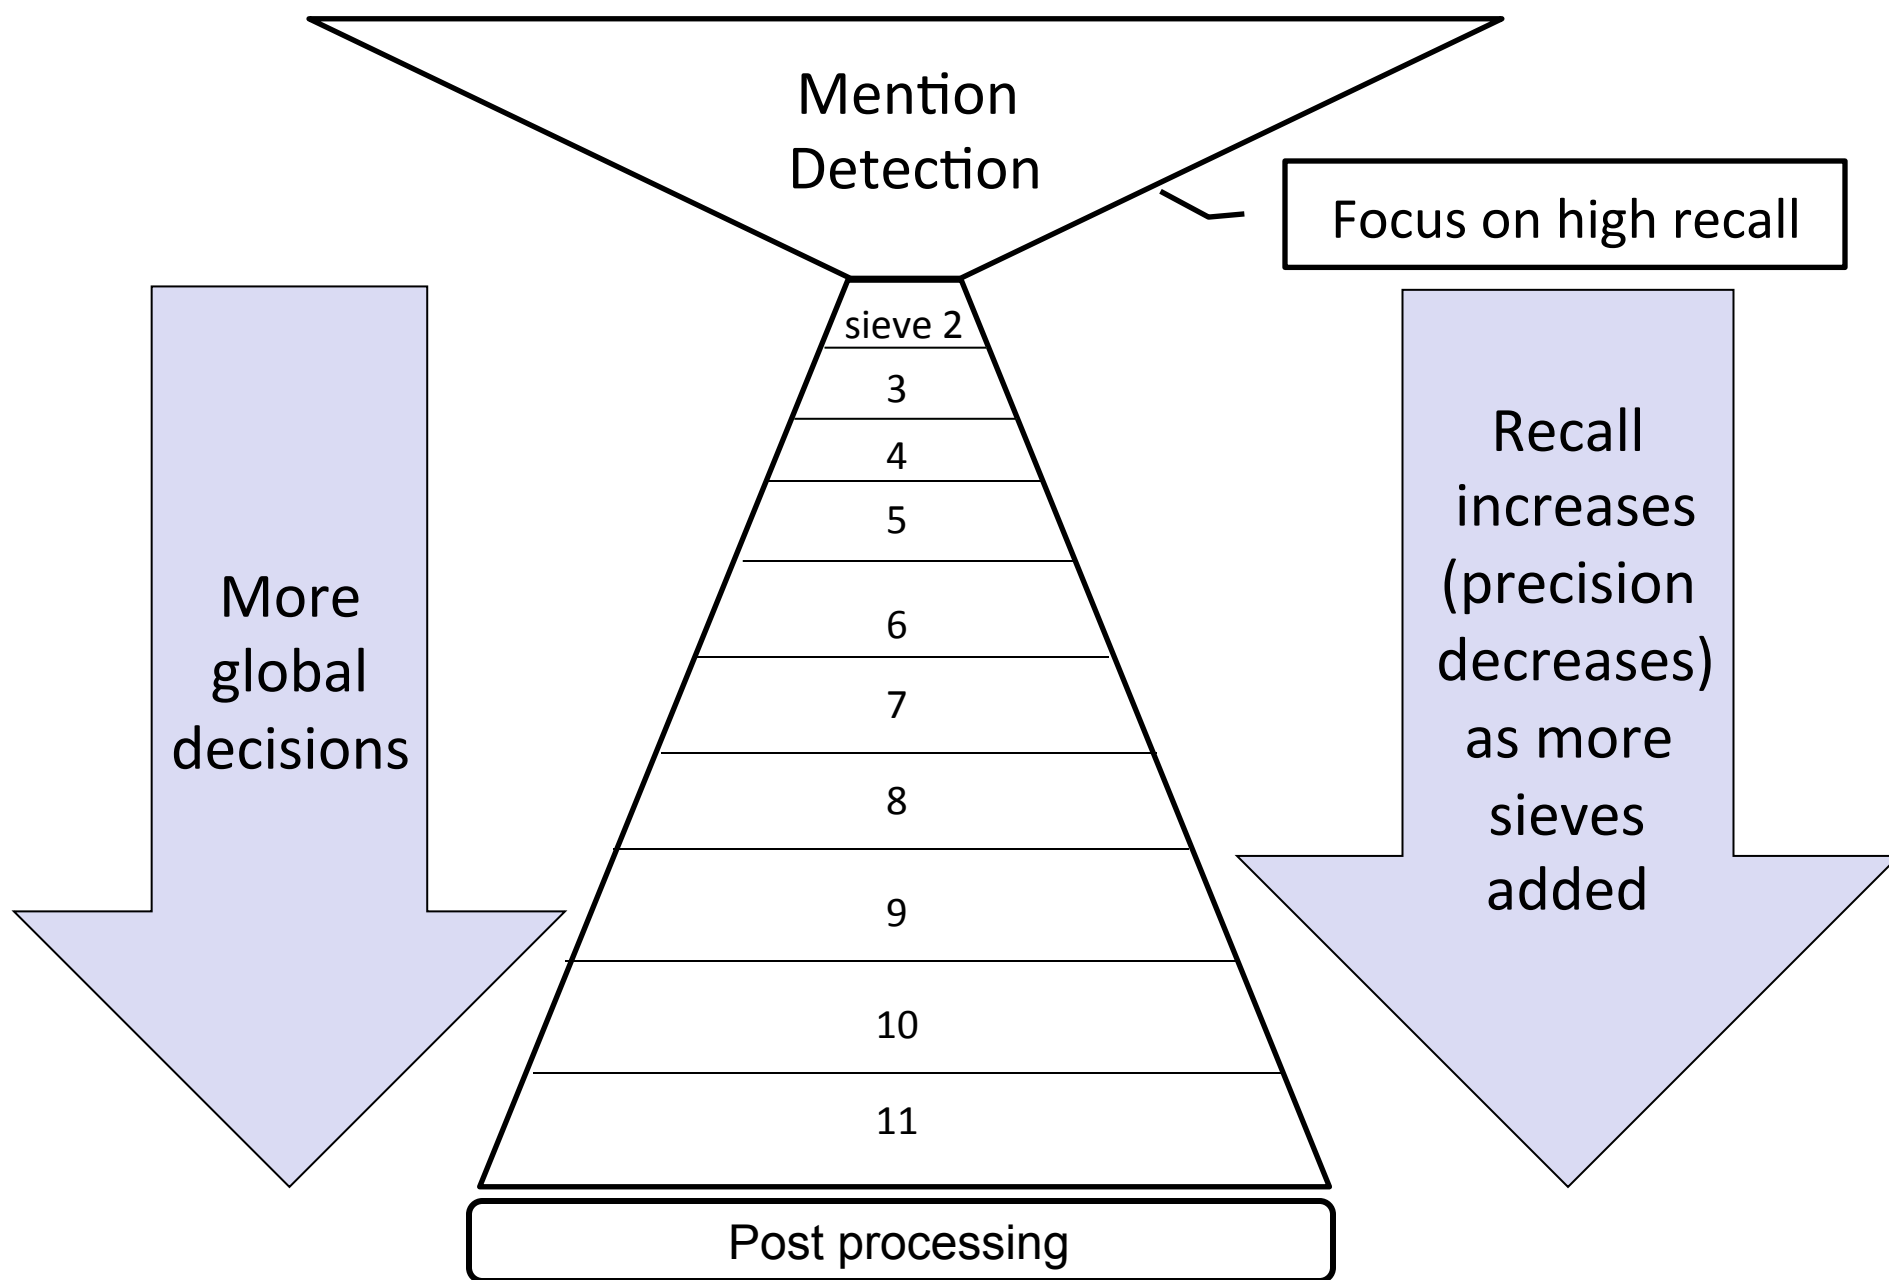 Mention
Detection
Focus on high recall
sieve 2
3
4
5
6
7
8
9
10
11
More
global
decisions
Recall
increases
(precision
decreases)
as more
sieves
added
Post processing